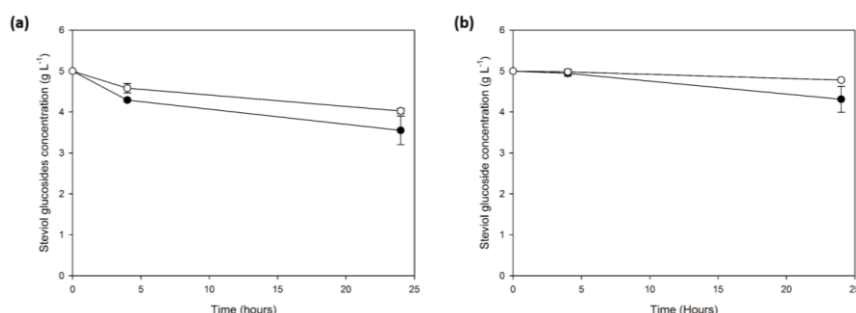 (a)
6
5
4
3
2
1
0
Steviol glucosides concentration (g L⁻¹)
0 5 10 15 20 25
Time (hours)
(b)
6
5
4
3
2
1
0
Steviol glucoside concentration (g L⁻¹)
0 5 10 15 20 25
Time (Hours)